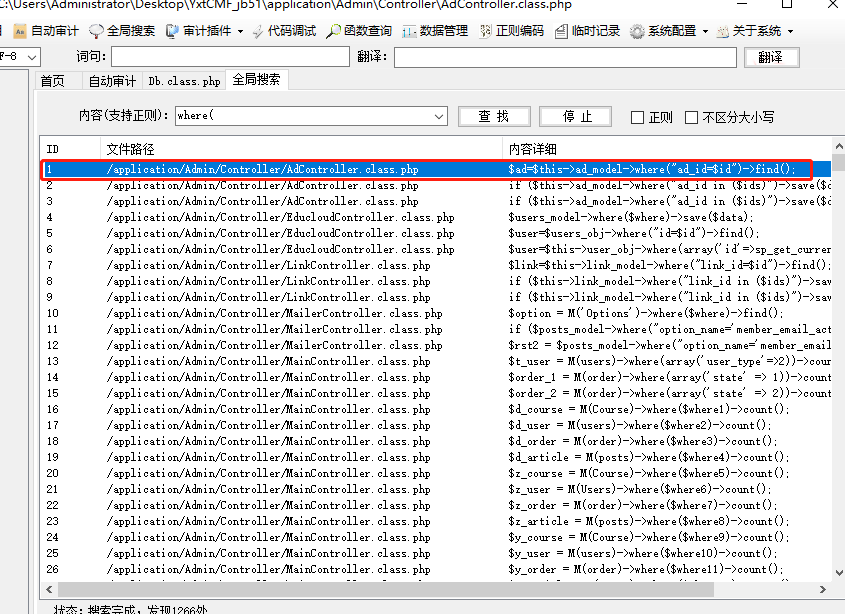 C:\Users\Administrator\Desktop\YxtCMF_jb51\application\Admin\Controller\AdController.class.php
自动审计 全局搜索 审计插件 代码调试 函数查询 数据管理 正则编码 临时记录 系统配置 关于系统
F-8 词句: 翻译: 翻译
首页 自动审计 Db.class.php 全局搜索
内容(支持正则): where( 查 找 停 止 正则 不区分大小写
ID 文件路径 内容详细
1 /application/Admin/Controller/AdController.class.php $ad=$this->ad_model->where("ad_id=$id")->find();
2 /application/Admin/Controller/AdController.class.php if ($this->ad_model->where("ad_id in ($ids)")->save($d
3 /application/Admin/Controller/AdController.class.php if ($this->ad_model->where("ad_id in ($ids)")->save($d
4 /application/Admin/Controller/EducloudController.class.php $users_model->where($where)->save($data);
5 /application/Admin/Controller/EducloudController.class.php $user=$users_obj->where("id=$id")->find();
6 /application/Admin/Controller/EducloudController.class.php $user=$this->user_obj->where(array('id'=>sp_get_curren
7 /application/Admin/Controller/LinkController.class.php $link=$this->link_model->where("link_id=$id")->find();
8 /application/Admin/Controller/LinkController.class.php if ($this->link_model->where("link_id in ($ids)")->sav
9 /application/Admin/Controller/LinkController.class.php if ($this->link_model->where("link_id in ($ids)")->sav
10 /application/Admin/Controller/MailerController.class.php $option = M('Options')->where($where)->find();
11 /application/Admin/Controller/MailerController.class.php if ($posts_model->where("option_name='member_email_act
12 /application/Admin/Controller/MailerController.class.php $rst2 = $posts_model->where("option_name='member_email
13 /application/Admin/Controller/MainController.class.php $t_user = M(users)->where(array('user_type'=>2))->coun
14 /application/Admin/Controller/MainController.class.php $order_1 = M(order)->where(array('state' => 1))->count
15 /application/Admin/Controller/MainController.class.php $order_2 = M(order)->where(array('state' => 2))->count
16 /application/Admin/Controller/MainController.class.php $d_course = M(Course)->where($where1)->count();
17 /application/Admin/Controller/MainController.class.php $d_user = M(users)->where($where2)->count();
18 /application/Admin/Controller/MainController.class.php $d_order = M(order)->where($where3)->count();
19 /application/Admin/Controller/MainController.class.php $d_article = M(posts)->where($where4)->count();
20 /application/Admin/Controller/MainController.class.php $z_course = M(Course)->where($where5)->count();
21 /application/Admin/Controller/MainController.class.php $z_user = M(Users)->where($where6)->count();
22 /application/Admin/Controller/MainController.class.php $z_order = M(order)->where($where7)->count();
23 /application/Admin/Controller/MainController.class.php $z_article = M(posts)->where($where8)->count();
24 /application/Admin/Controller/MainController.class.php $y_course = M(Course)->where($where9)->count();
25 /application/Admin/Controller/MainController.class.php $y_user = M(users)->where($where10)->count();
26 /application/Admin/Controller/MainController.class.php $y_order = M(order)->where($where11)->count();
状态: 搜索完成, 发现1266处